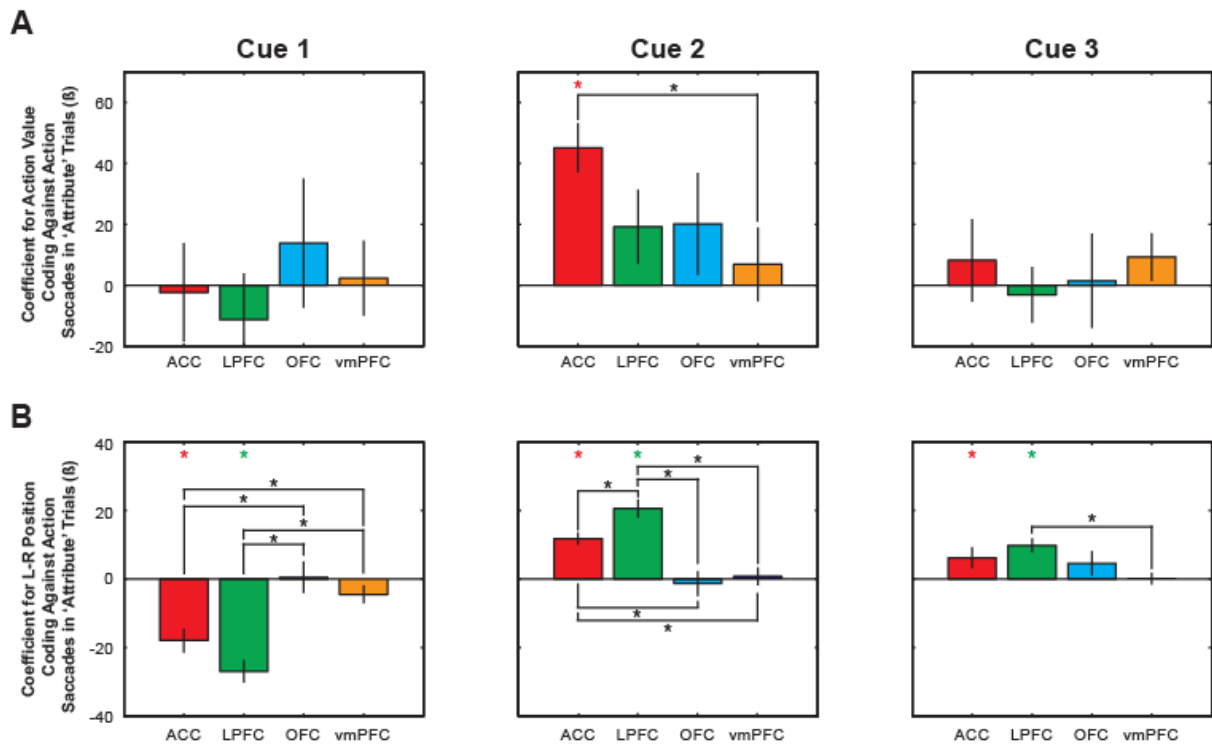 A
Cue 1
Cue 2
Cue 3
Coefficient for Action Value
Coding Against Action
Saccades in 'Attribute' Trials (ß)
60
40
20
0
-20
*
*
ACC LPFC OFC vmPFC
ACC LPFC OFC vmPFC
ACC LPFC OFC vmPFC
B
Coefficient for L-R Position
Coding Against Action
Saccades in 'Attribute' Trials (ß)
40
20
0
-20
-40
* *
*
*
*
*
* *
*
*
*
*
*
* *
*
ACC LPFC OFC vmPFC
ACC LPFC OFC vmPFC
ACC LPFC OFC vmPFC